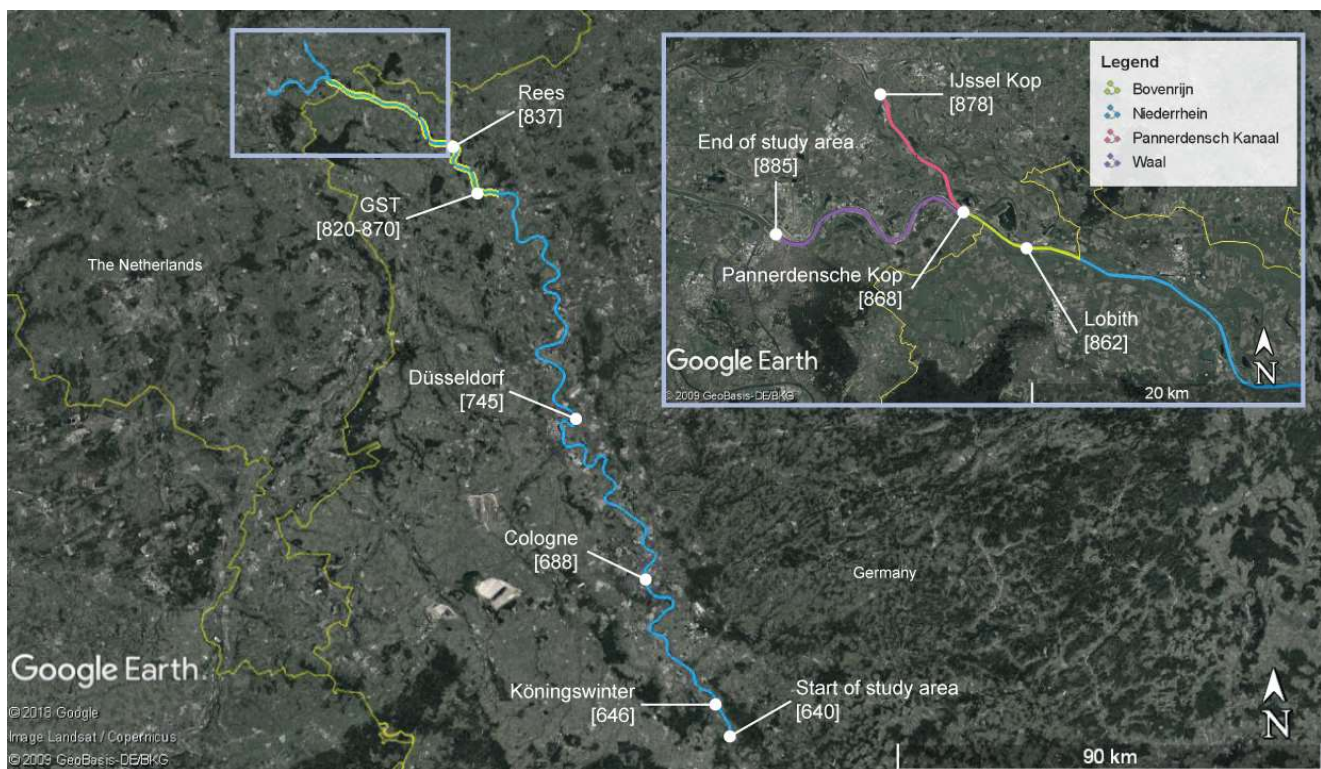 Rees
[837]
GST
[820-870]
The Netherlands
Düsseldorf
[745]
Cologne
[688]
Germany
Köningswinter
[646]
Start of study area
[640]
Google Earth
©2018 Google
Image Landsat / Copernicus
© 2009 GeoBasis-DE/BKG
90 km
N
IJssel Kop
[878]
End of study area
[885]
Pannerdensche Kop
[868]
Lobith
[862]
Legend
Bovenrijn
Niederrhein
Pannerdensch Kanaal
Waal
Google Earth
© 2009 GeoBasis-DE/BKG
20 km
N